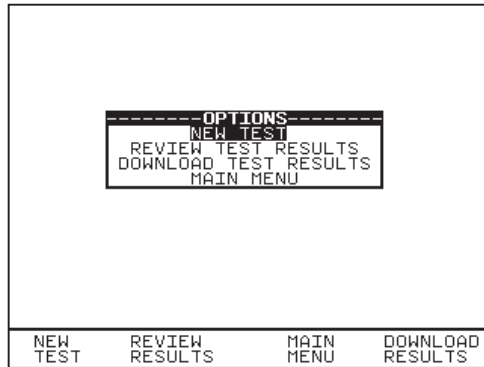 --------OPTIONS--------
NEW TEST
REVIEW TEST RESULTS
DOWNLOAD TEST RESULTS
MAIN MENU
NEW TEST
REVIEW RESULTS
MAIN MENU
DOWNLOAD RESULTS